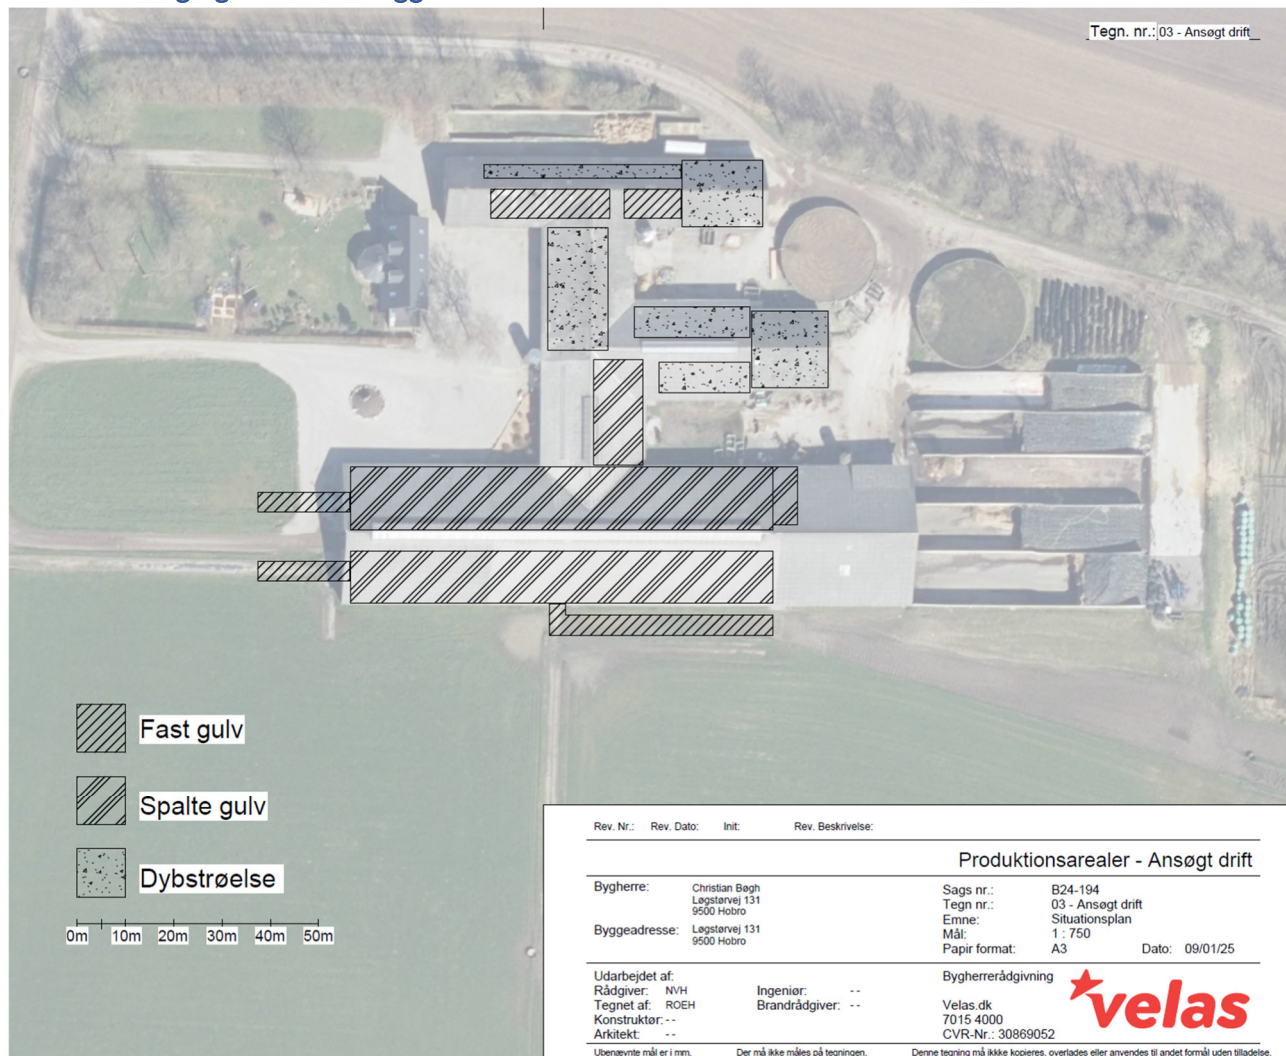 Tegn. nr.: 03 - Ansøgt drift
Fast gulv
Spalte gulv
Dybstrøelse
0m 10m 20m 30m 40m 50m
Rev. Nr.: Rev. Dato: Init: Rev. Beskrivelse:
Produktionsarealer - Ansøgt drift
Bygherre: Christian Bøgh
Løgstørvej 131
9500 Hobro
Byggeadresse: Løgstørvej 131
9500 Hobro
Sags nr.: B24-194
Tegn nr.: 03 - Ansøgt drift
Emne: Situationsplan
Mål: 1 : 750
Papir format: A3 Dato: 09/01/25
Udarbejdet af:
Rådgiver: NVH Ingeniør: --
Tegnet af: ROEH Brandrådgiver: --
Konstruktør: --
Arkitekt: --
Bygherrerådgivning
Velas.dk
7015 4000
CVR-Nr.: 30869052
velas
Ubenævnte mål er i mm. Der må ikke måles på tegningen. Denne tegning må ikkke kopieres, overlades eller anvendes til andet formål uden tilladelse.